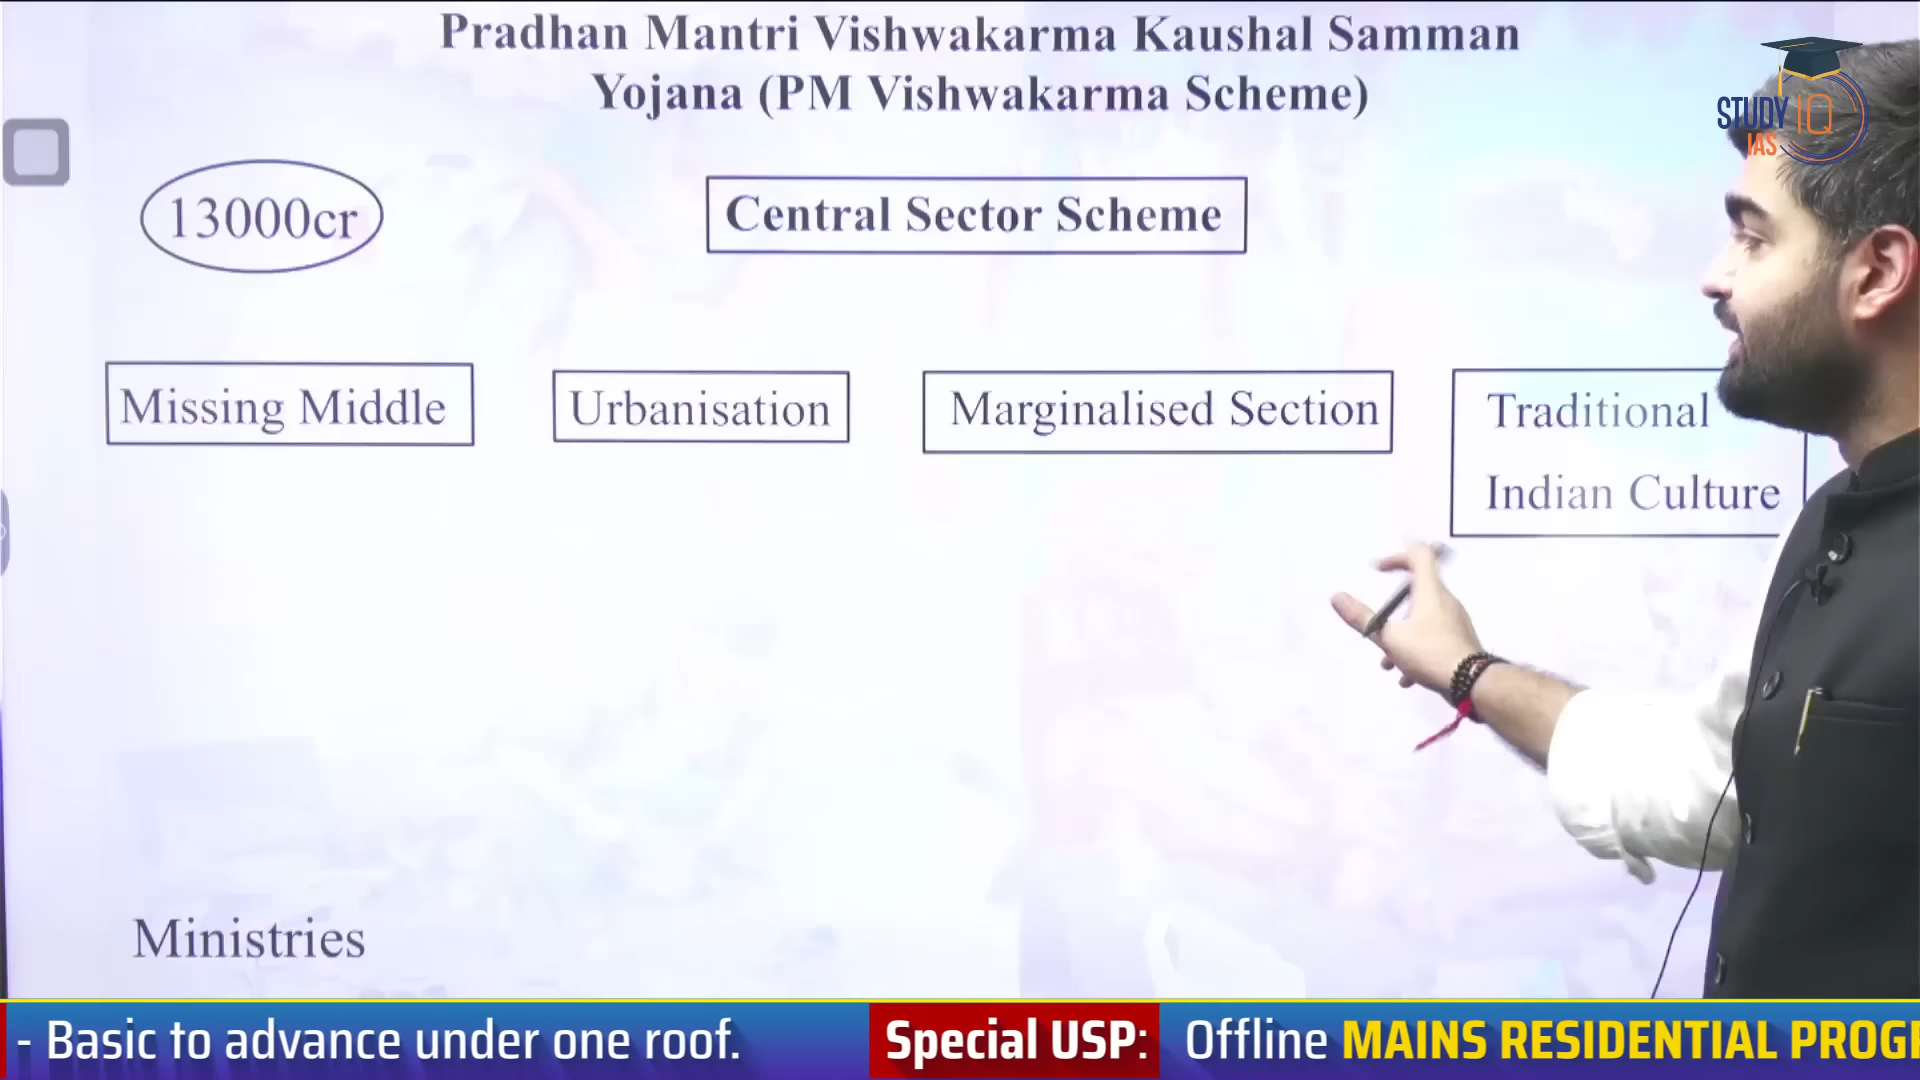 Pradhan Mantri Vishwakarma Kaushal Samman
Yojana (PM Vishwakarma Scheme)
STUDY IQ
IAS
13000cr
Central Sector Scheme
Missing Middle
Urbanisation
Marginalised Section
Traditional
Indian Culture
Ministries
- Basic to advance under one roof.
Special USP:
Offline MAINS RESIDENTIAL PROGR